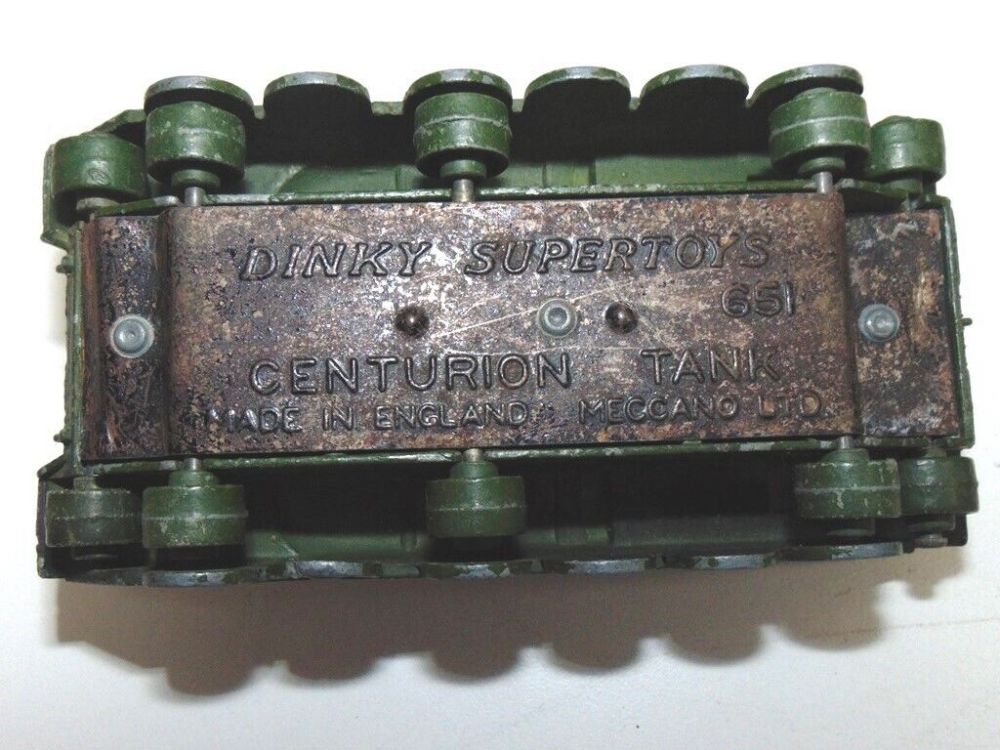 DINKY SUPERTOYS
651
CENTURION TANK
MADE IN ENGLAND MECCANO LTD.